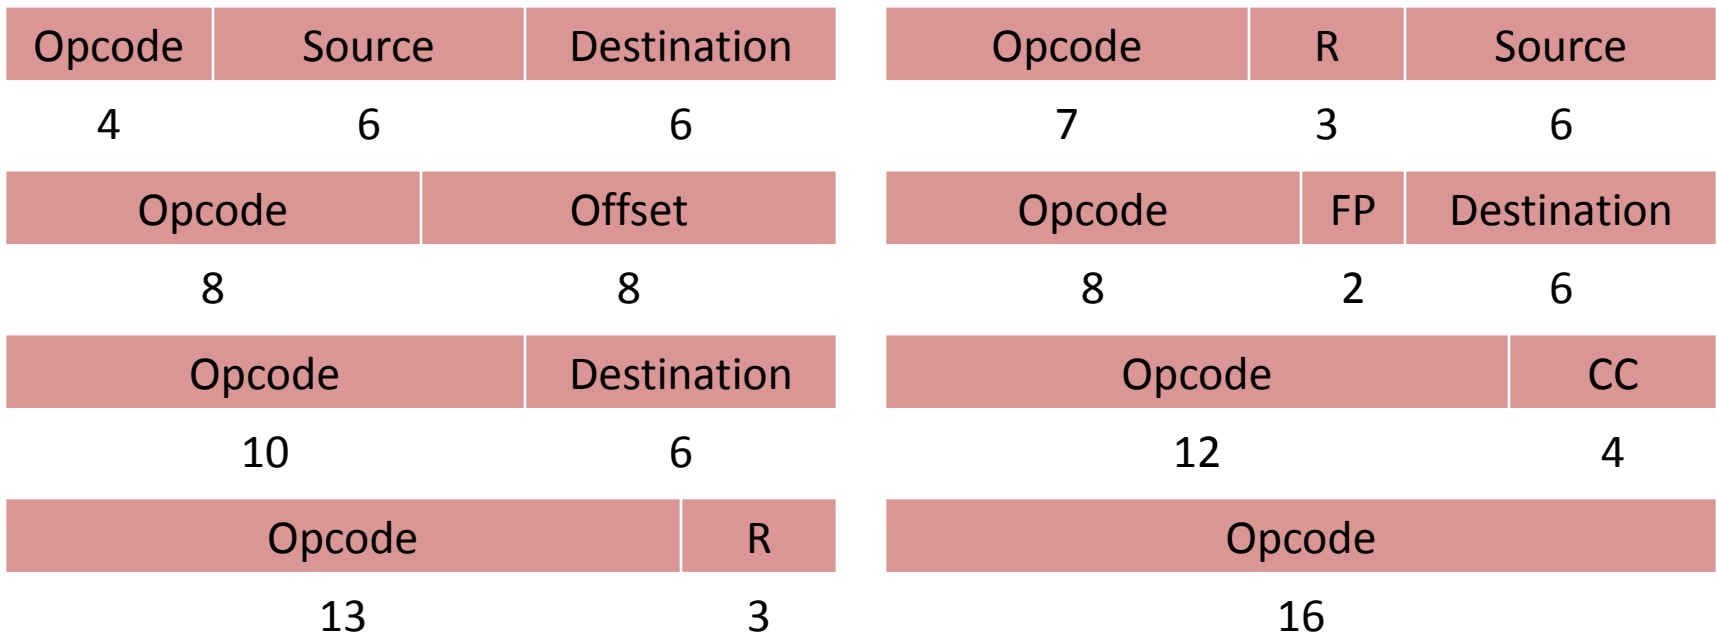 Opcode Source Destination
4 6 6
Opcode R Source
7 3 6
Opcode Offset
8 8
Opcode FP Destination
8 2 6
Opcode Destination
10 6
Opcode CC
12 4
Opcode R
13 3
Opcode
16